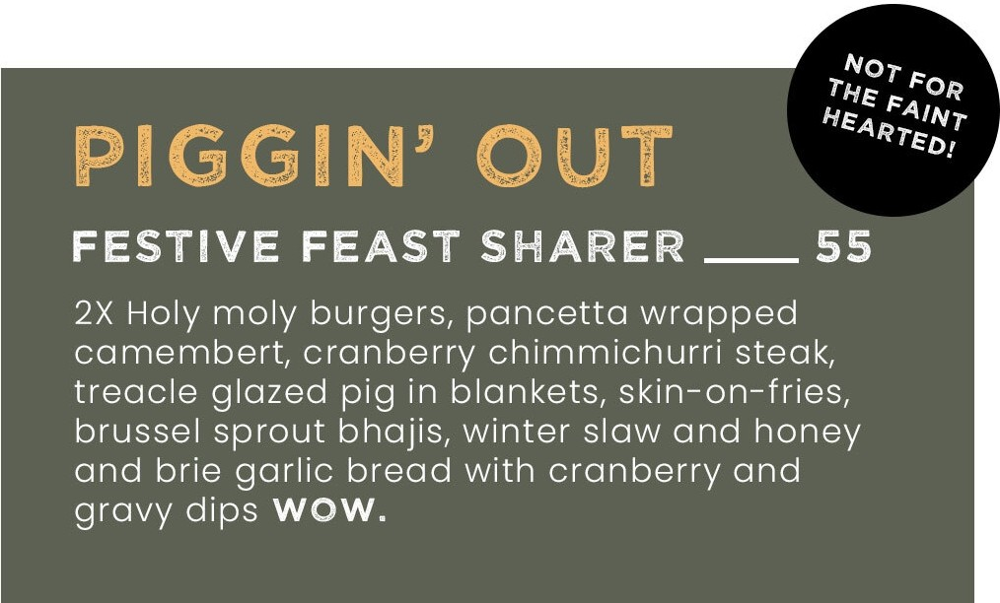 NOT FOR
THE FAINT
HEARTED!
PIGGIN' OUT
FESTIVE FEAST SHARER ____ 55
2X Holy moly burgers, pancetta wrapped
camembert, cranberry chimmichurri steak,
treacle glazed pig in blankets, skin-on-fries,
brussel sprout bhajis, winter slaw and honey
and brie garlic bread with cranberry and
gravy dips WOW.